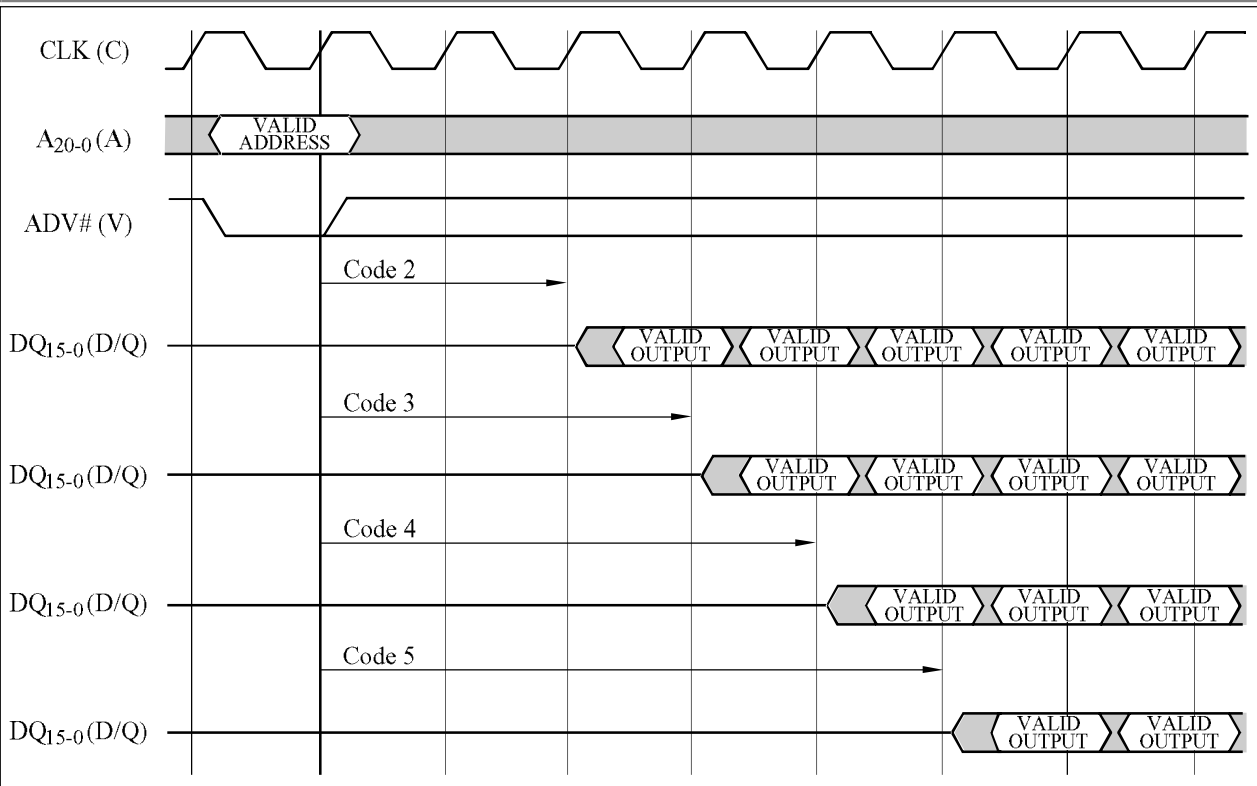 CLK (C)
A20-0 (A)
VALID
ADDRESS
ADV# (V)
Code 2
DQ15-0 (D/Q)
VALID
OUTPUT
VALID
OUTPUT
VALID
OUTPUT
VALID
OUTPUT
VALID
OUTPUT
Code 3
DQ15-0 (D/Q)
VALID
OUTPUT
VALID
OUTPUT
VALID
OUTPUT
VALID
OUTPUT
Code 4
DQ15-0 (D/Q)
VALID
OUTPUT
VALID
OUTPUT
VALID
OUTPUT
Code 5
DQ15-0 (D/Q)
VALID
OUTPUT
VALID
OUTPUT